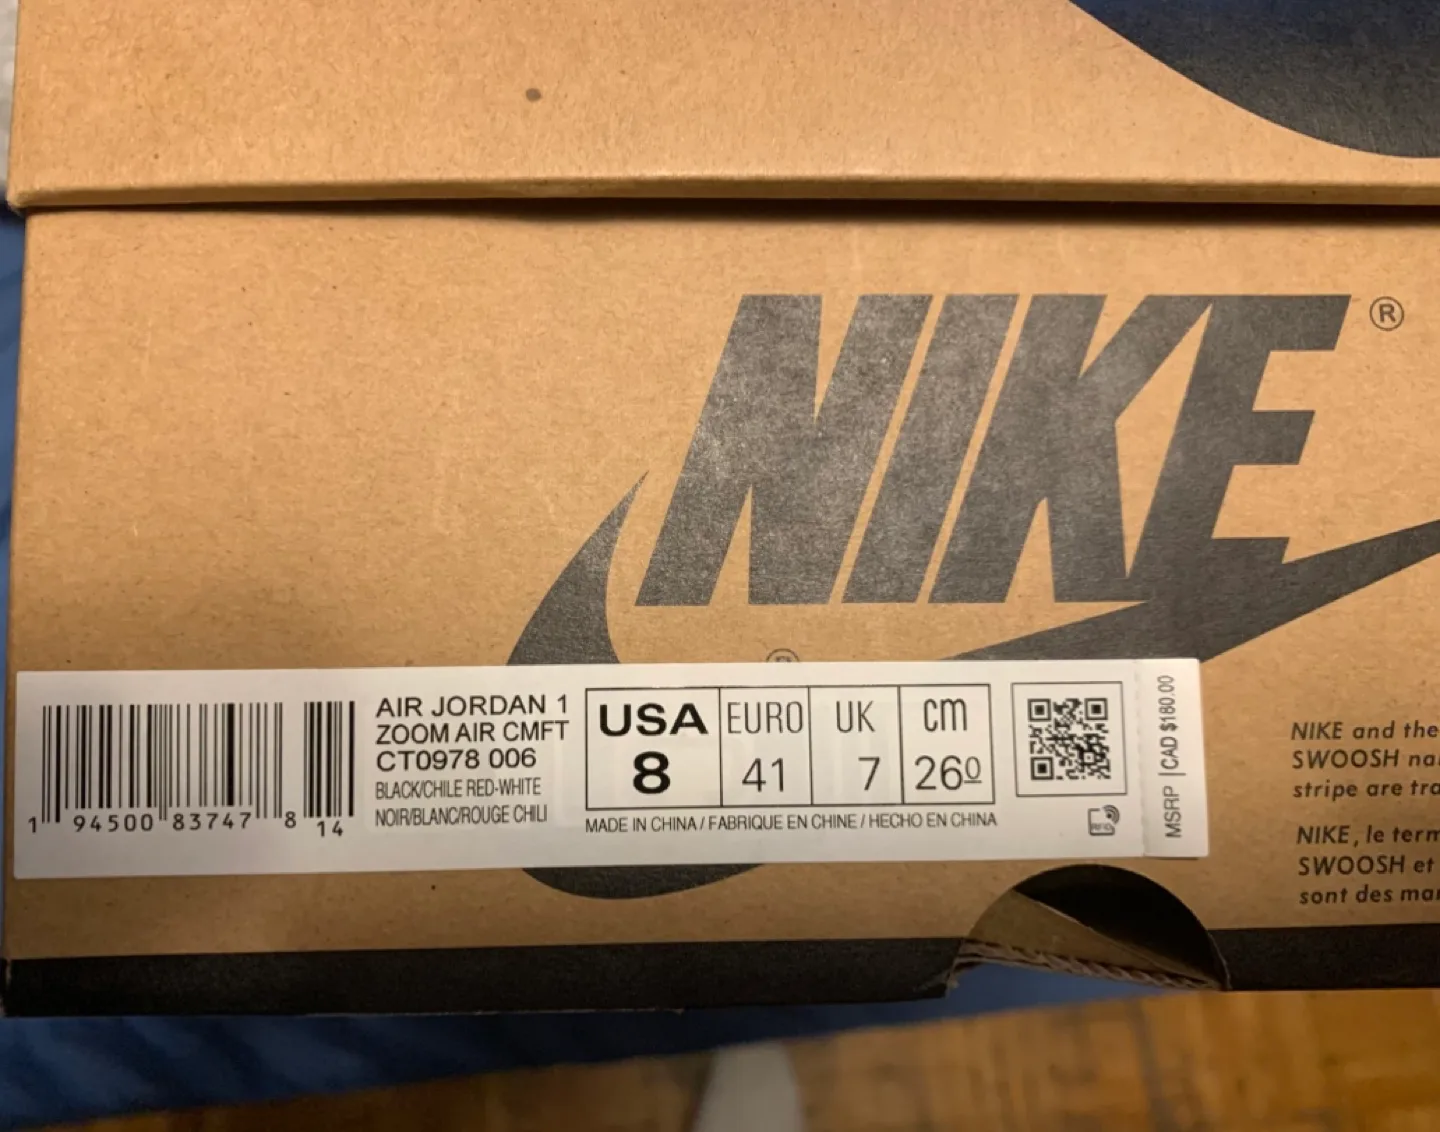 NIKE®
®
1 94500 83747 8 14
AIR JORDAN 1
ZOOM AIR CMFT
CT0978 006
BLACK/CHILE RED-WHITE
NOIR/BLANC/ROUGE CHILI
USA EURO UK cm
8 41 7 26⁰
MADE IN CHINA / FABRIQUE EN CHINE / HECHO EN CHINA
RFID
MSRP | CAD $180.00
NIKE and the
SWOOSH
stripe are
NIKE, le
SWOOSH et
sont des